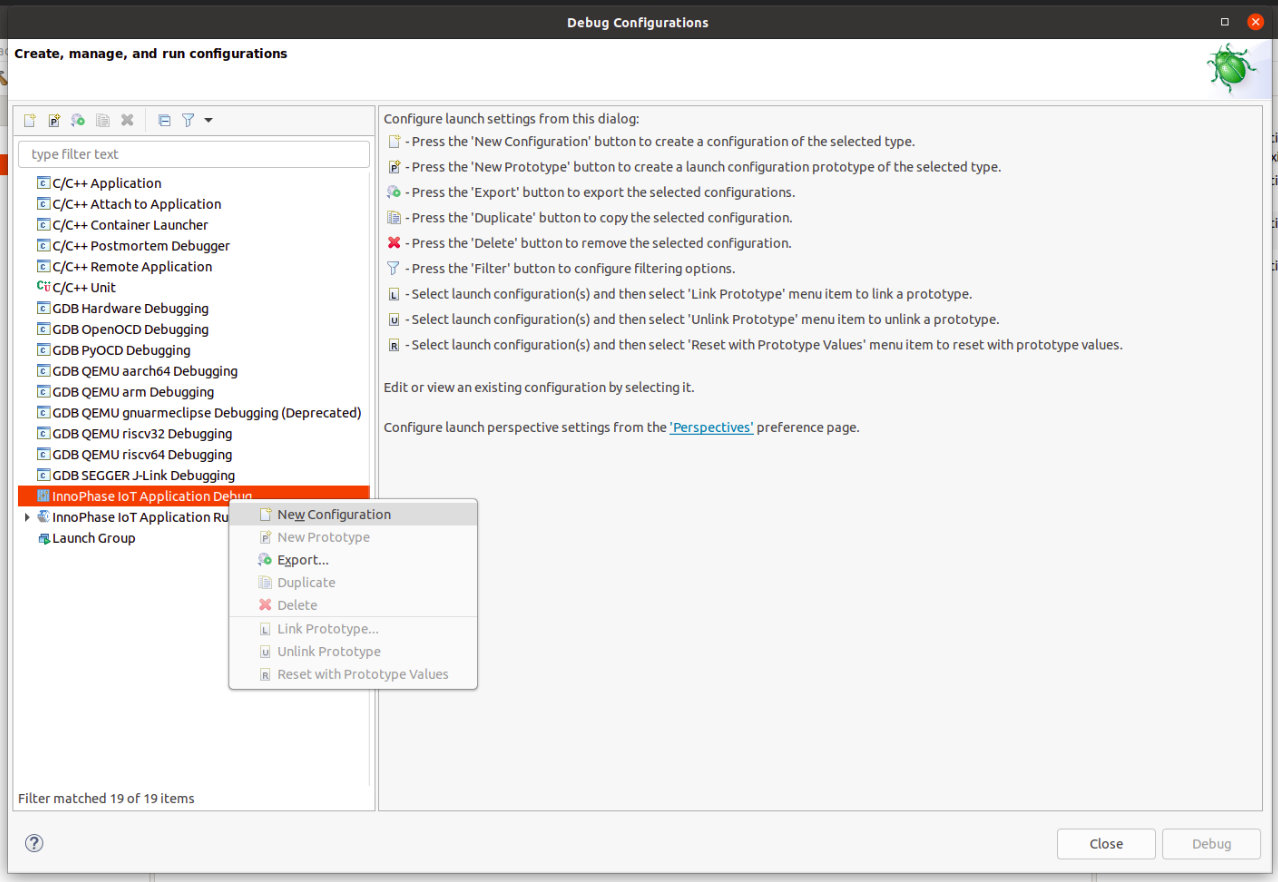 Debug Configurations
Create, manage, and run configurations
type filter text
C/C++ Application
C/C++ Attach to Application
C/C++ Container Launcher
C/C++ Postmortem Debugger
C/C++ Remote Application
C/C++ Unit
GDB Hardware Debugging
GDB OpenOCD Debugging
GDB PyOCD Debugging
GDB QEMU aarch64 Debugging
GDB QEMU arm Debugging
GDB QEMU gnuarmeclipse Debugging (Deprecated)
GDB QEMU riscv32 Debugging
GDB QEMU riscv64 Debugging
GDB SEGGER J-Link Debugging
InnoPhase IoT Application Debug
InnoPhase IoT Application Ru
Launch Group
Filter matched 19 of 19 items
New Configuration
New Prototype
Export...
Duplicate
Delete
Link Prototype...
Unlink Prototype
Reset with Prototype Values
Configure launch settings from this dialog:
- Press the 'New Configuration' button to create a configuration of the selected type.
- Press the 'New Prototype' button to create a launch configuration prototype of the selected type.
- Press the 'Export' button to export the selected configurations.
- Press the 'Duplicate' button to copy the selected configuration.
- Press the 'Delete' button to remove the selected configuration.
- Press the 'Filter' button to configure filtering options.
- Select launch configuration(s) and then select 'Link Prototype' menu item to link a prototype.
- Select launch configuration(s) and then select 'Unlink Prototype' menu item to unlink a prototype.
- Select launch configuration(s) and then select 'Reset with Prototype Values' menu item to reset with prototype values.
Edit or view an existing configuration by selecting it.
Configure launch perspective settings from the 'Perspectives' preference page.
Close
Debug